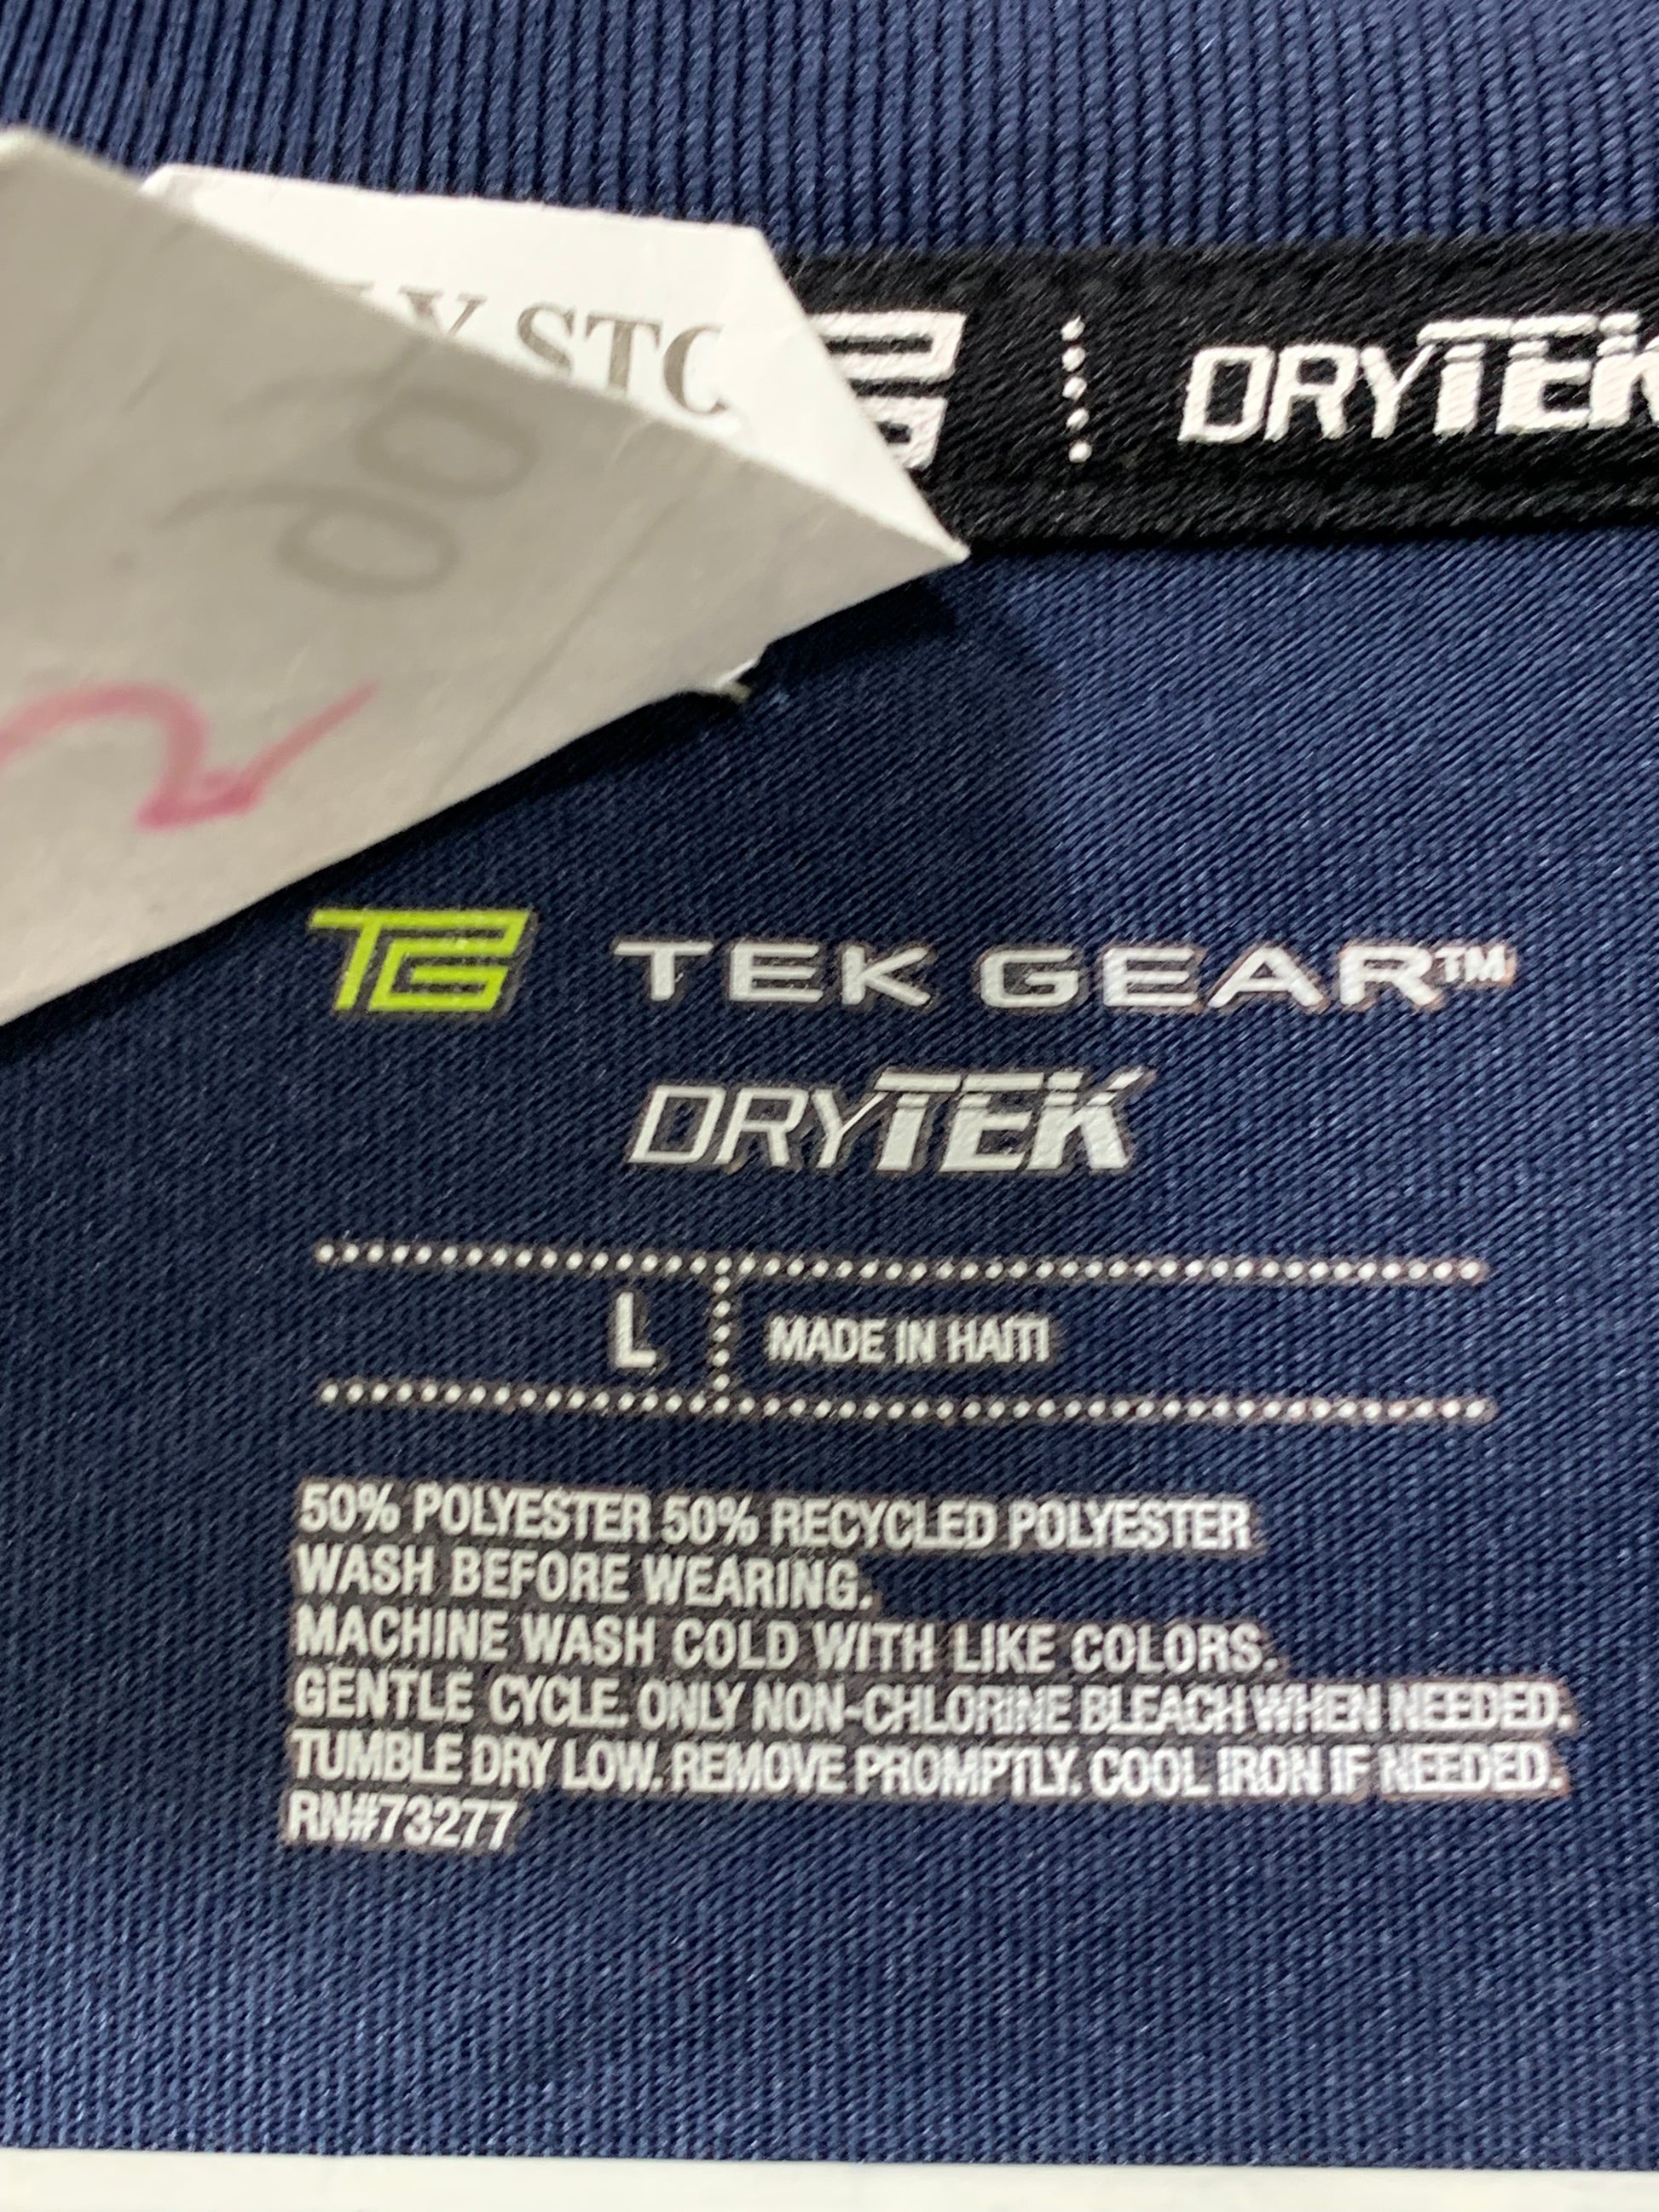 Y STO
DRYTEK
TG TEK GEAR™
DRYTEK
L MADE IN HAITI
50% POLYESTER 50% RECYCLED POLYESTER
WASH BEFORE WEARING.
MACHINE WASH COLD WITH LIKE COLORS.
GENTLE CYCLE. ONLY NON-CHLORINE BLEACH WHEN NEEDED.
TUMBLE DRY LOW. REMOVE PROMPTLY. COOL IRON IF NEEDED.
RN#73277